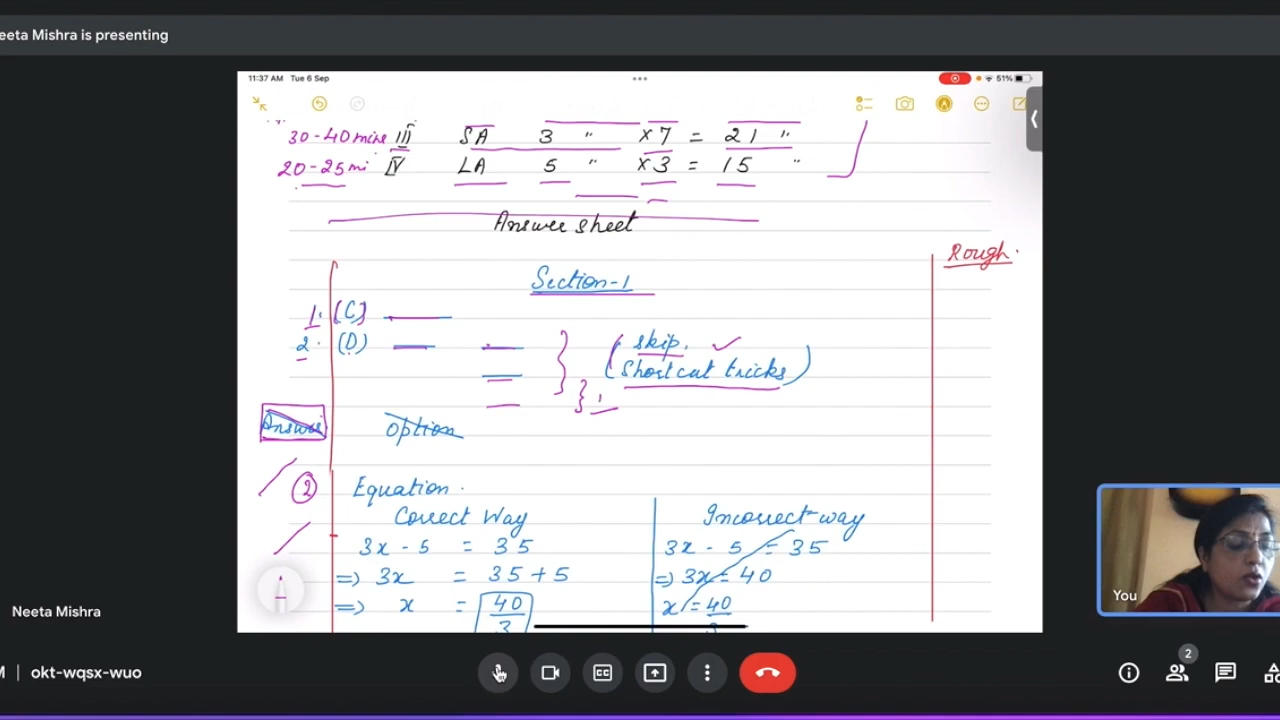 eeta Mishra is presenting
11:37 AM Tue 6 Sep
51%
30-40 mins III SA 3 " x7 = 21 "
20-25 mi IV LA 5 " x3 = 15 "
Answer sheet
Rough.
Section-1
1. (C)
2. (D)
(skip.
Shortcut tricks)
Answer option
2 Equation.
Correct Way Incorrect way
3x - 5 = 35 3x - 5 = 35
=> 3x = 35 + 5 => 3x = 40
=> x = 40/3 x = 40/3
You
Neeta Mishra
M | okt-wqsx-wuo
2